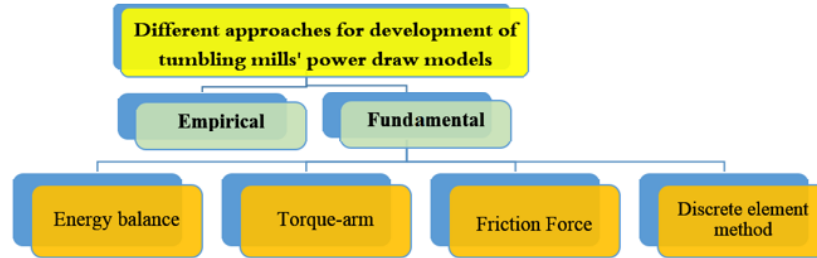 Different approaches for development of
tumbling mills' power draw models
Empirical
Fundamental
Energy balance
Torque-arm
Friction Force
Discrete element
method